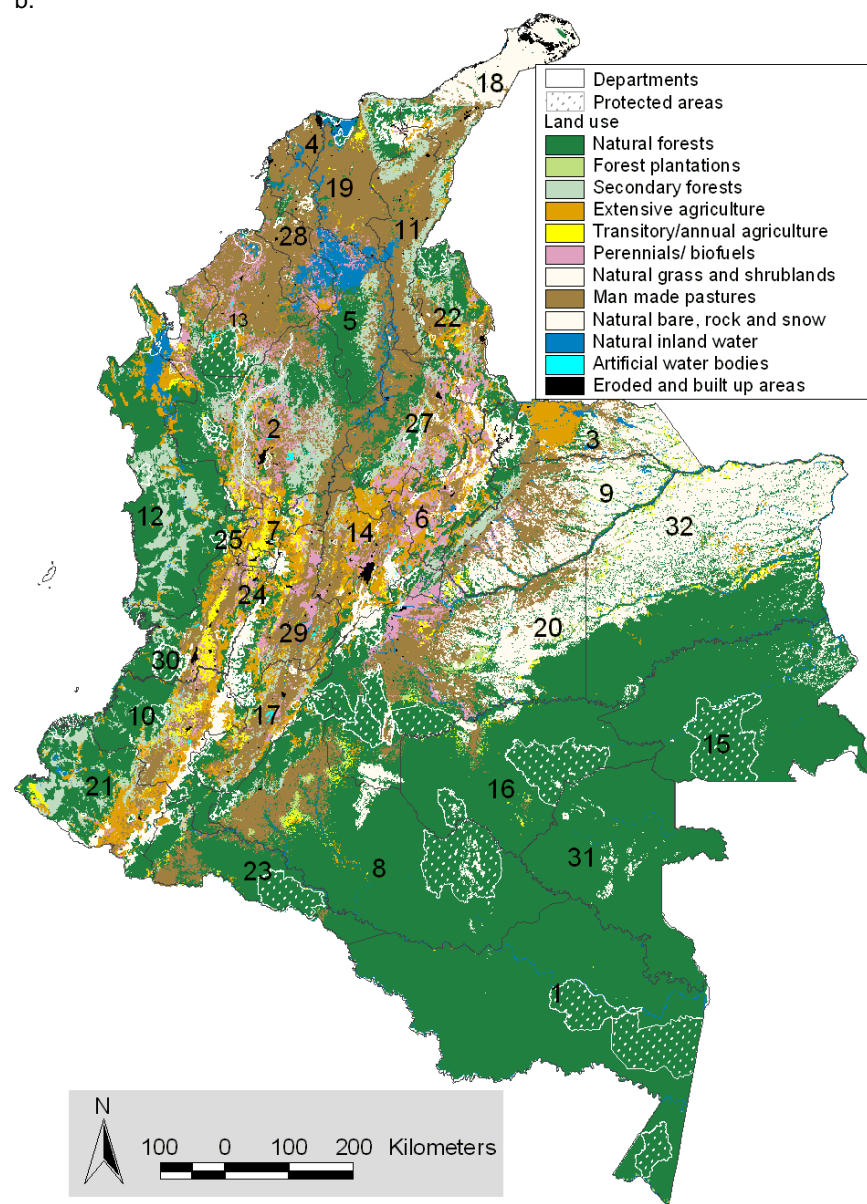 b.
18
Departments
Protected areas
Land use
Natural forests
Forest plantations
Secondary forests
Extensive agriculture
Transitory/annual agriculture
Perennials/ biofuels
Natural grass and shrublands
Man made pastures
Natural bare, rock and snow
Natural inland water
Artificial water bodies
Eroded and built up areas
4
19
28
11
13
5
22
2
27
3
9
12
25
7
14
6
32
24
20
29
30
10
17
15
21
16
23
8
31
1
N
100 0 100 200 Kilometers